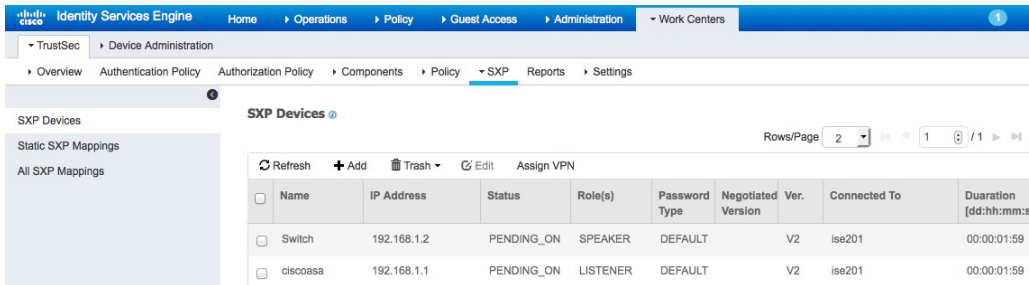 cisco Identity Services Engine Home Operations Policy Guest Access Administration Work Centers 1
TrustSec Device Administration
Overview Authentication Policy Authorization Policy Components Policy SXP Reports Settings
SXP Devices
Static SXP Mappings
All SXP Mappings
SXP Devices
Rows/Page 2 1 / 1
Refresh Add Trash Edit Assign VPN
Name IP Address Status Role(s) Password Type Negotiated Version Ver. Connected To Duaration [dd:hh:mm:s
Switch 192.168.1.2 PENDING_ON SPEAKER DEFAULT V2 ise201 00:00:01:59
ciscoasa 192.168.1.1 PENDING_ON LISTENER DEFAULT V2 ise201 00:00:01:59